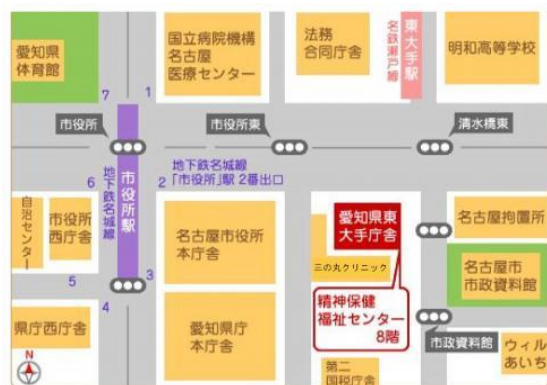 愛知県
体育館
国立病院機構
名古屋
医療センター
法務
合同庁舎
東大手駅
名鉄瀬戸線
明和高等学校
7
1
市役所
市役所東
清水橋東
地下鉄名城線
市役所駅
6
2
地下鉄名城線
「市役所」駅 2番出口
自治センター
市役所
西庁舎
名古屋市役所
本庁舎
愛知県東
大手庁舎
三の丸クリニック
名古屋拘置所
名古屋市
市政資料館
精神保健
福祉センター
8階
5
3
4
県庁西庁舎
愛知県庁
本庁舎
第二
国税庁舎
市政資料館
ウィル
あいち
N